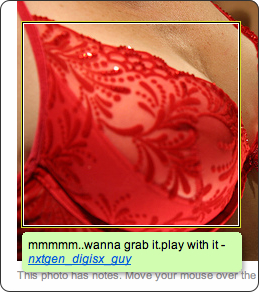 mmmmm..wanna grab it.play with it -
nxtgen_digisx_guy
This photo has notes. Move your mouse over the